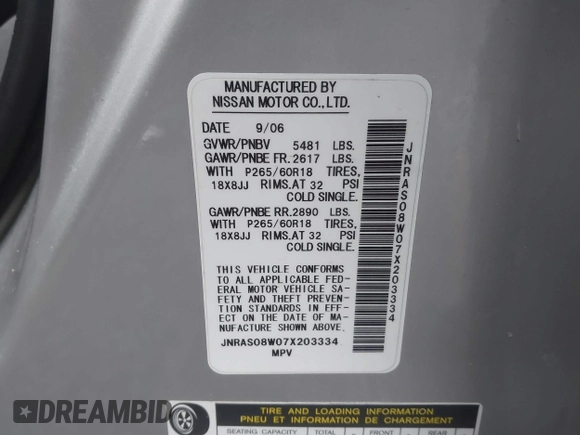 MANUFACTURED BY
NISSAN MOTOR CO., LTD.
DATE 9/06
GVWR/PNBV 5481 LBS.
GAWR/PNBE FR. 2617 LBS.
WITH P265/60R18 TIRES,
18X8JJ RIMS. AT 32 PSI
COLD SINGLE.
GAWR/PNBE RR. 2890 LBS.
WITH P265/60R18 TIRES,
18X8JJ RIMS. AT 32 PSI
COLD SINGLE.
THIS VEHICLE CONFORMS
TO ALL APPLICABLE FED-
ERAL MOTOR VEHICLE SA-
FETY AND THEFT PREVEN-
TION STANDARDS IN EFF-
ECT ON THE DATE OF MA-
NUFACTURE SHOWN ABOVE.
JNRAS08W07X203334
MPV
JNRAS08W07X203334
TIRE AND LOADING INFORMATION
PNEUS ET INFORMATION DE CHARGEMENT
SEATING CAPACITY TOTAL FRONT REAR
DREAMBID